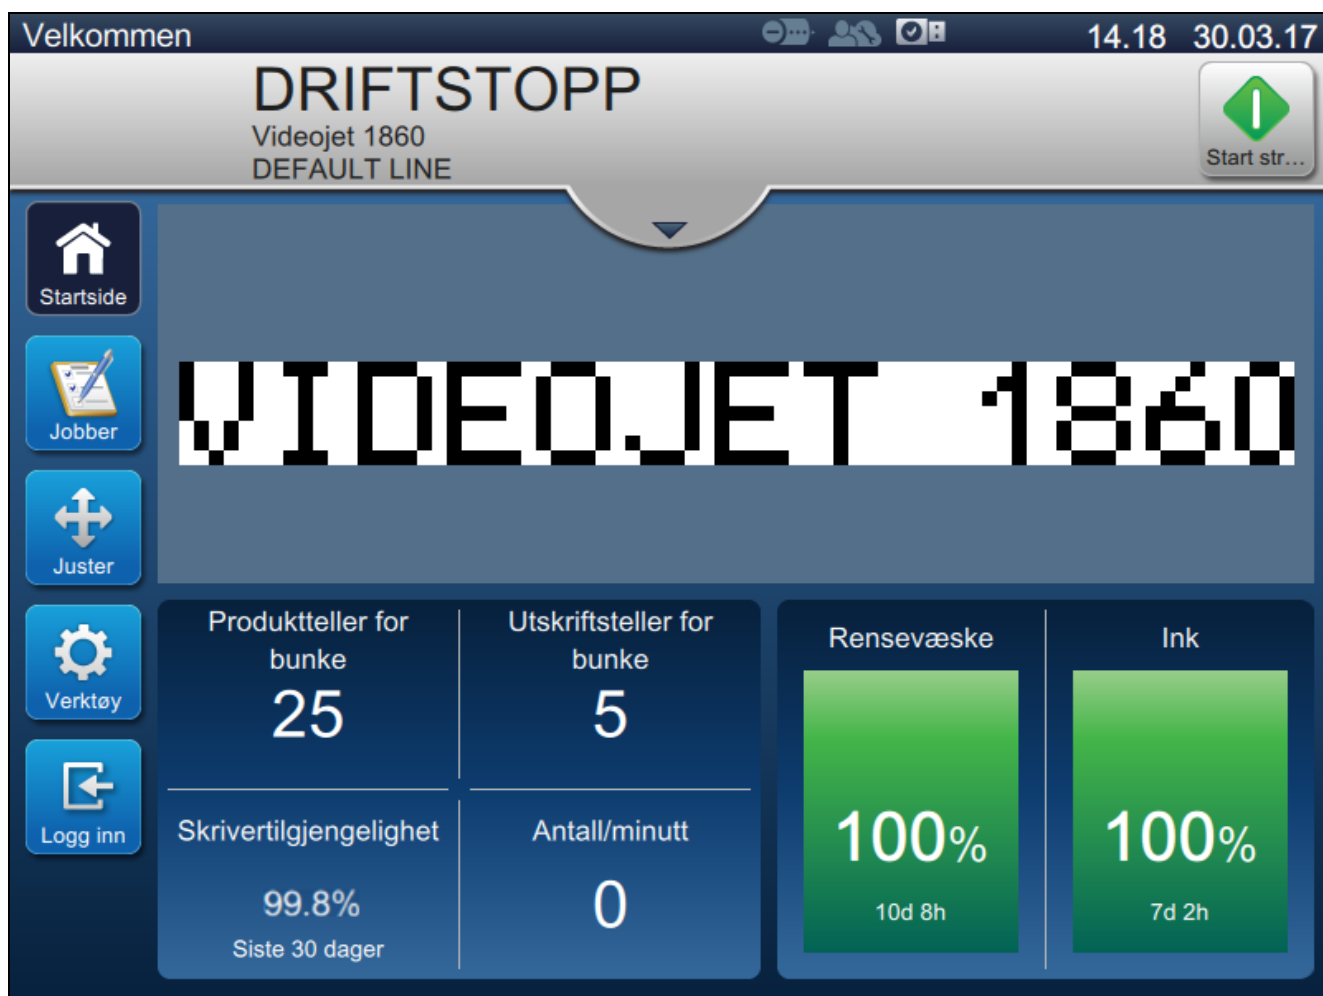 Velkommen
14.18 30.03.17
DRIFTSTOPP
Videojet 1860
DEFAULT LINE
Start str...
Startside
Jobber
Juster
Verktøy
Logg inn
VIDEOJET 1860
Produktteller for
bunke
25
Utskriftsteller for
bunke
5
Skrivertilgjengelighet
99.8%
Siste 30 dager
Antall/minutt
0
Rensevæske
100%
10d 8h
Ink
100%
7d 2h